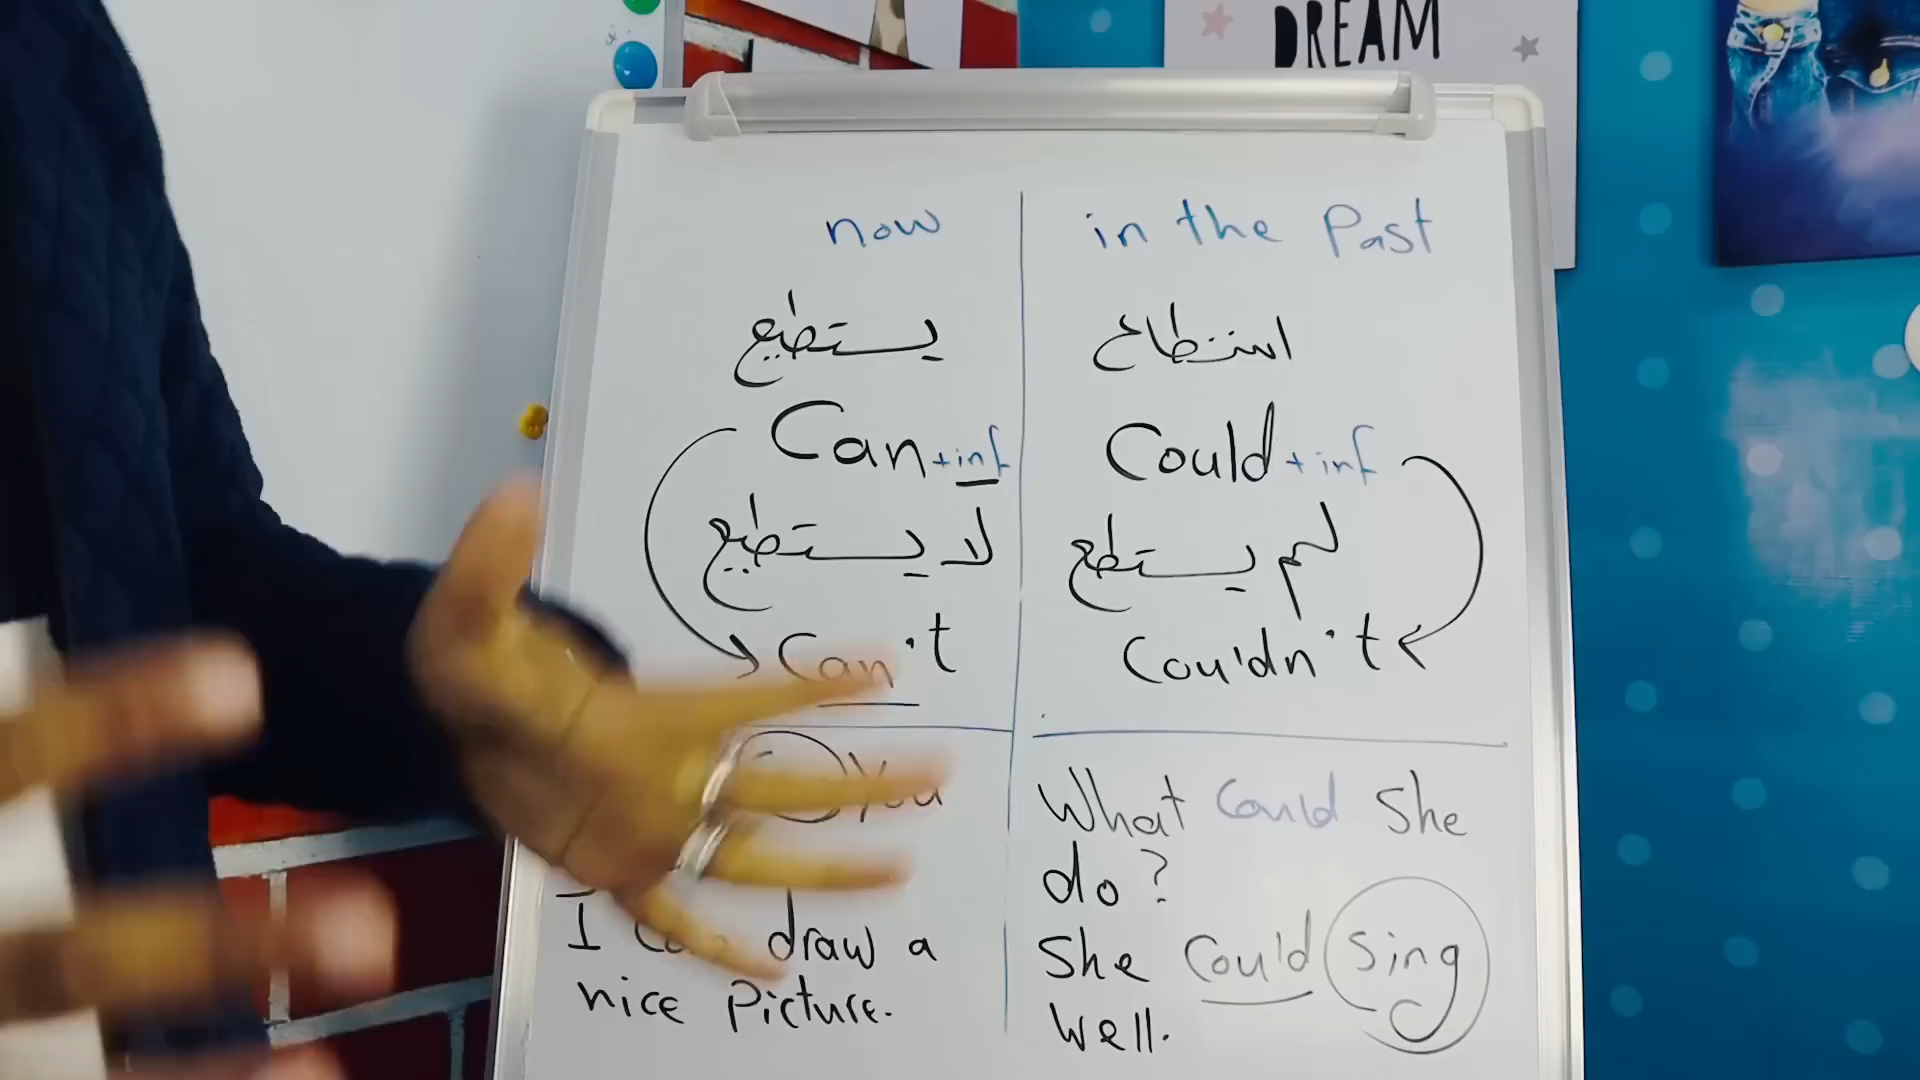 DREAM
now
يستطيع
Can + inf
لا يستطيع
Can't
you
I draw a
nice Picture.
in the Past
استطاع
Could + inf
لم يستطع
Couldn't
What Could She
do?
She Could Sing
well.